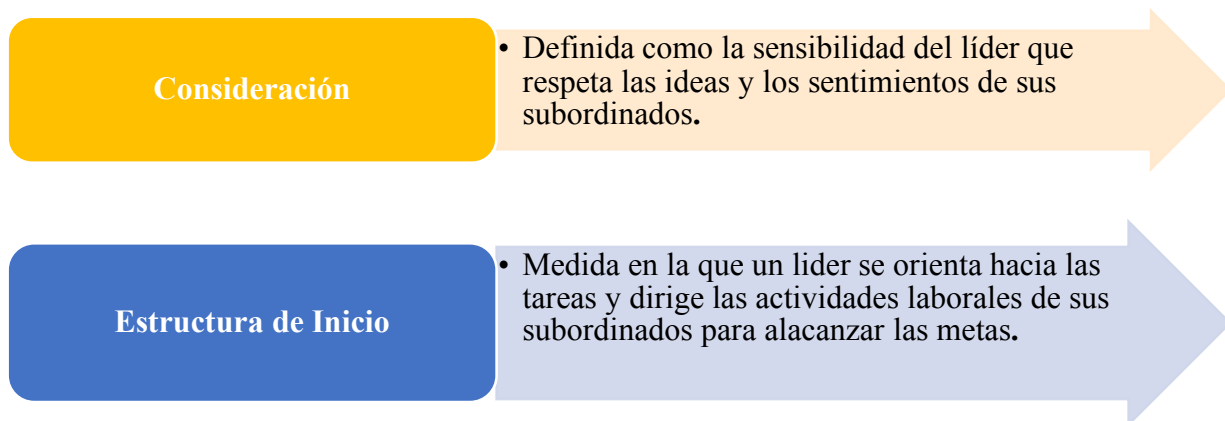 Consideración
• Definida como la sensibilidad del líder que
respeta las ideas y los sentimientos de sus
subordinados.
Estructura de Inicio
• Medida en la que un lider se orienta hacia las
tareas y dirige las actividades laborales de sus
subordinados para alacanzar las metas.